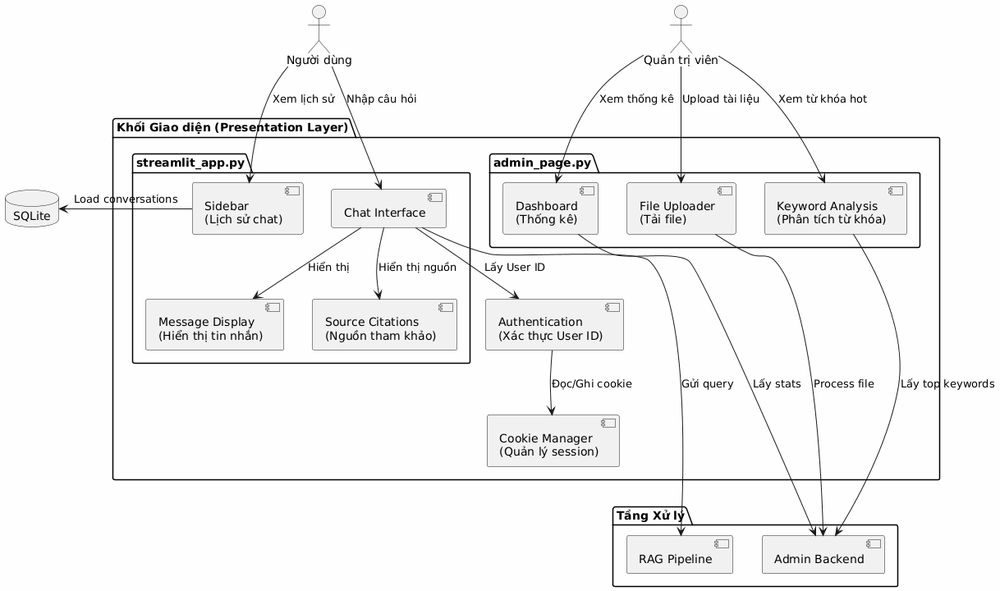 Người dùng
Quản trị viên
Xem lịch sử
Nhập câu hỏi
Xem thống kê
Upload tài liệu
Xem từ khóa hot
Khối Giao diện (Presentation Layer)
streamlit_app.py
admin_page.py
SQLite
Load conversations
Sidebar
(Lịch sử chat)
Chat Interface
Dashboard
(Thống kê)
File Uploader
(Tải file)
Keyword Analysis
(Phân tích từ khóa)
Hiển thị
Hiển thị nguồn
Lấy User ID
Message Display
(Hiển thị tin nhắn)
Source Citations
(Nguồn tham khảo)
Authentication
(Xác thực User ID)
Đọc/Ghi cookie
Gửi query
Lấy stats
Process file
Lấy top keywords
Cookie Manager
(Quản lý session)
Tầng Xử lý
RAG Pipeline
Admin Backend